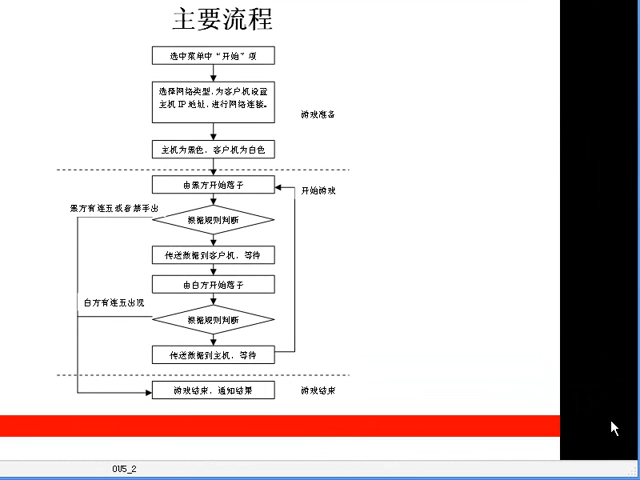 主要流程
选中菜单中“开始”项
选择网络类型,为客户机设置
主机IP地址,进行网络连接。
游戏准备
主机为黑色，客户机为白色
由黑方开始落子
开始游戏
黑方有连五或者禁手出
根据规则判断
传送数据到客户机，等待
由白方开始落子
白方有连五出现
根据规则判断
传送数据到主机，等待
游戏结束，通知结果
游戏结束
OV5_2